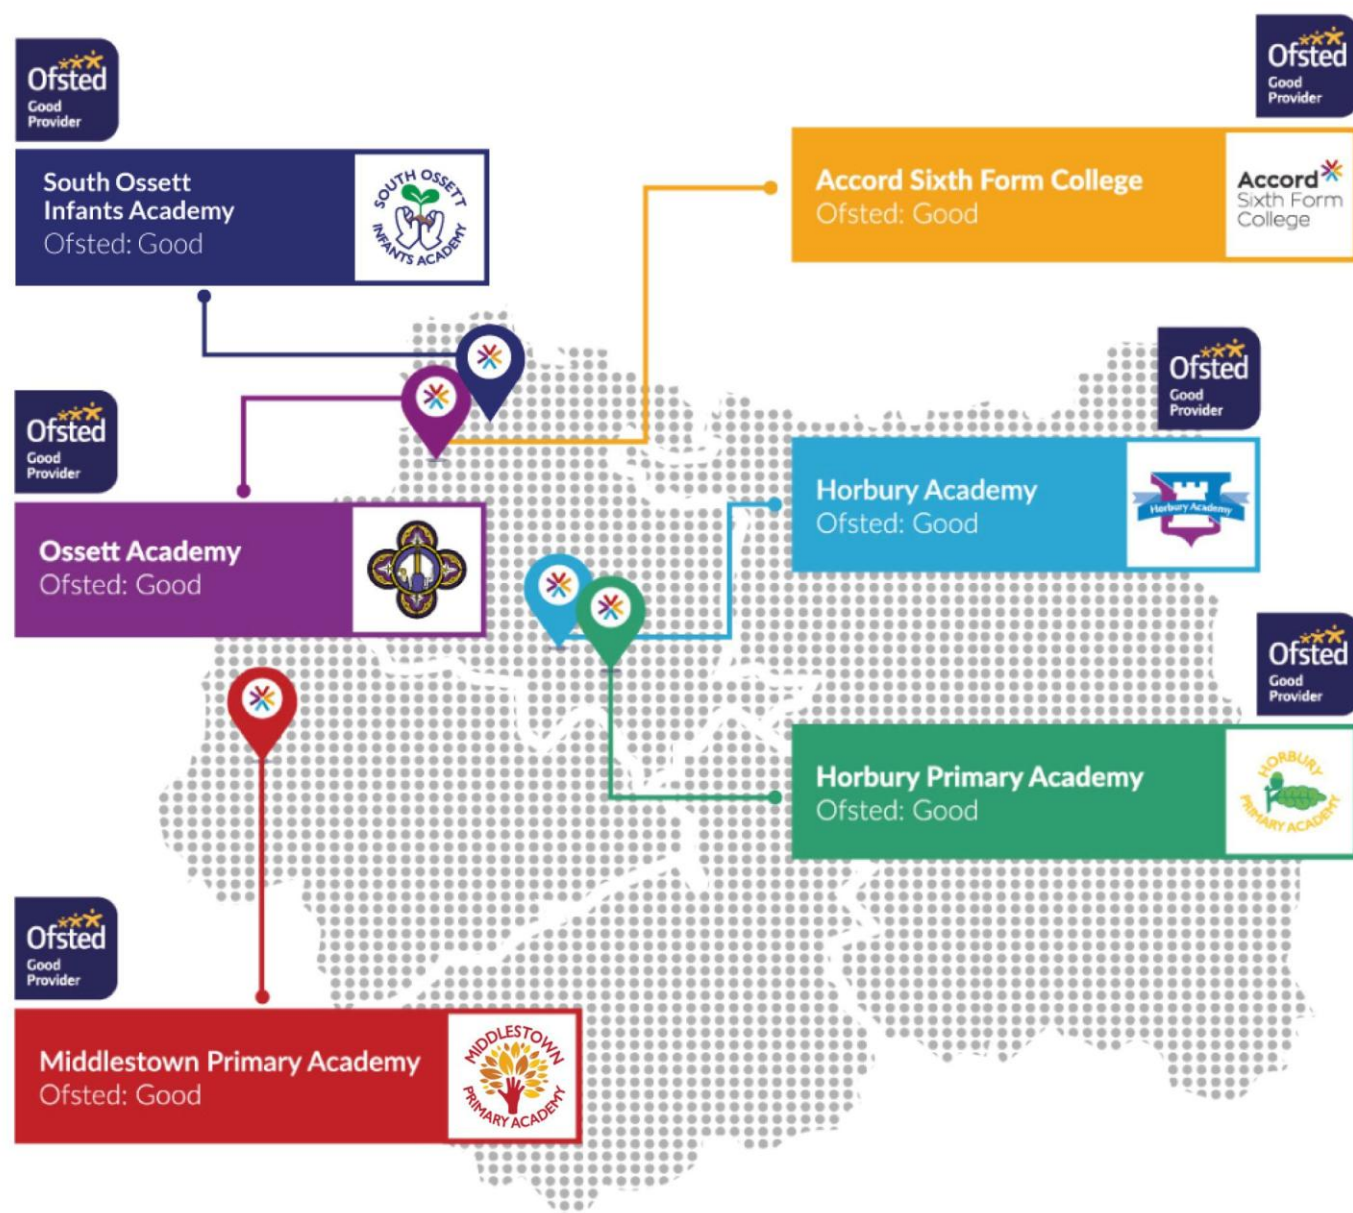 Ofsted
Good
Provider
South Ossett
Infants Academy
Ofsted: Good
SOUTH OSSETT
INFANTS ACADEMY
Ofsted
Good
Provider
Accord Sixth Form College
Ofsted: Good
Accord
Sixth Form
College
Ofsted
Good
Provider
Ossett Academy
Ofsted: Good
Ofsted
Good
Provider
Horbury Academy
Ofsted: Good
Horbury Academy
Ofsted
Good
Provider
Horbury Primary Academy
Ofsted: Good
HORBURY
PRIMARY ACADEMY
Ofsted
Good
Provider
Middlestown Primary Academy
Ofsted: Good
MIDDLESTOWN
PRIMARY ACADEMY